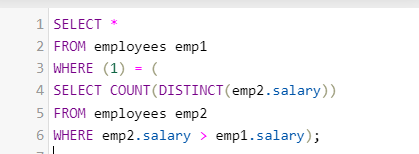 1 SELECT *
2 FROM employees emp1
3 WHERE (1) = (
4 SELECT COUNT(DISTINCT(emp2.salary))
5 FROM employees emp2
6 WHERE emp2.salary > emp1.salary);